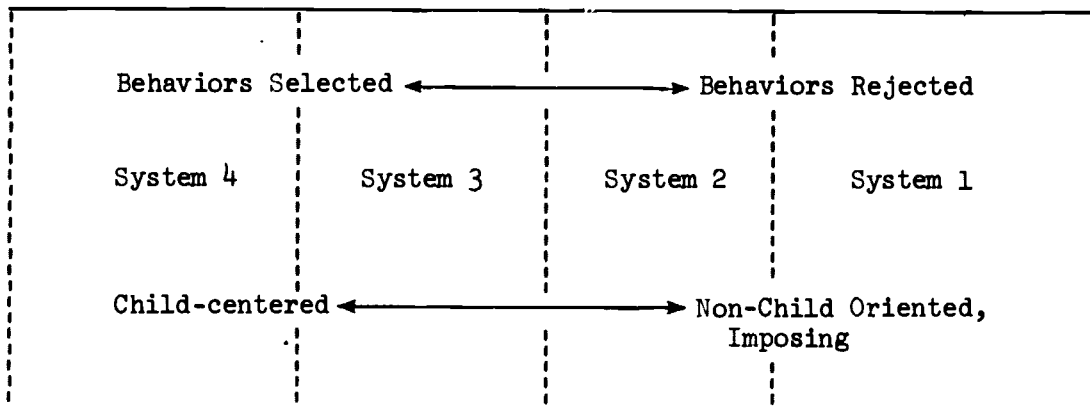 Behaviors Selected Behaviors Rejected
System 4 System 3 System 2 System 1
Child-centered Non-Child Oriented,
Imposing